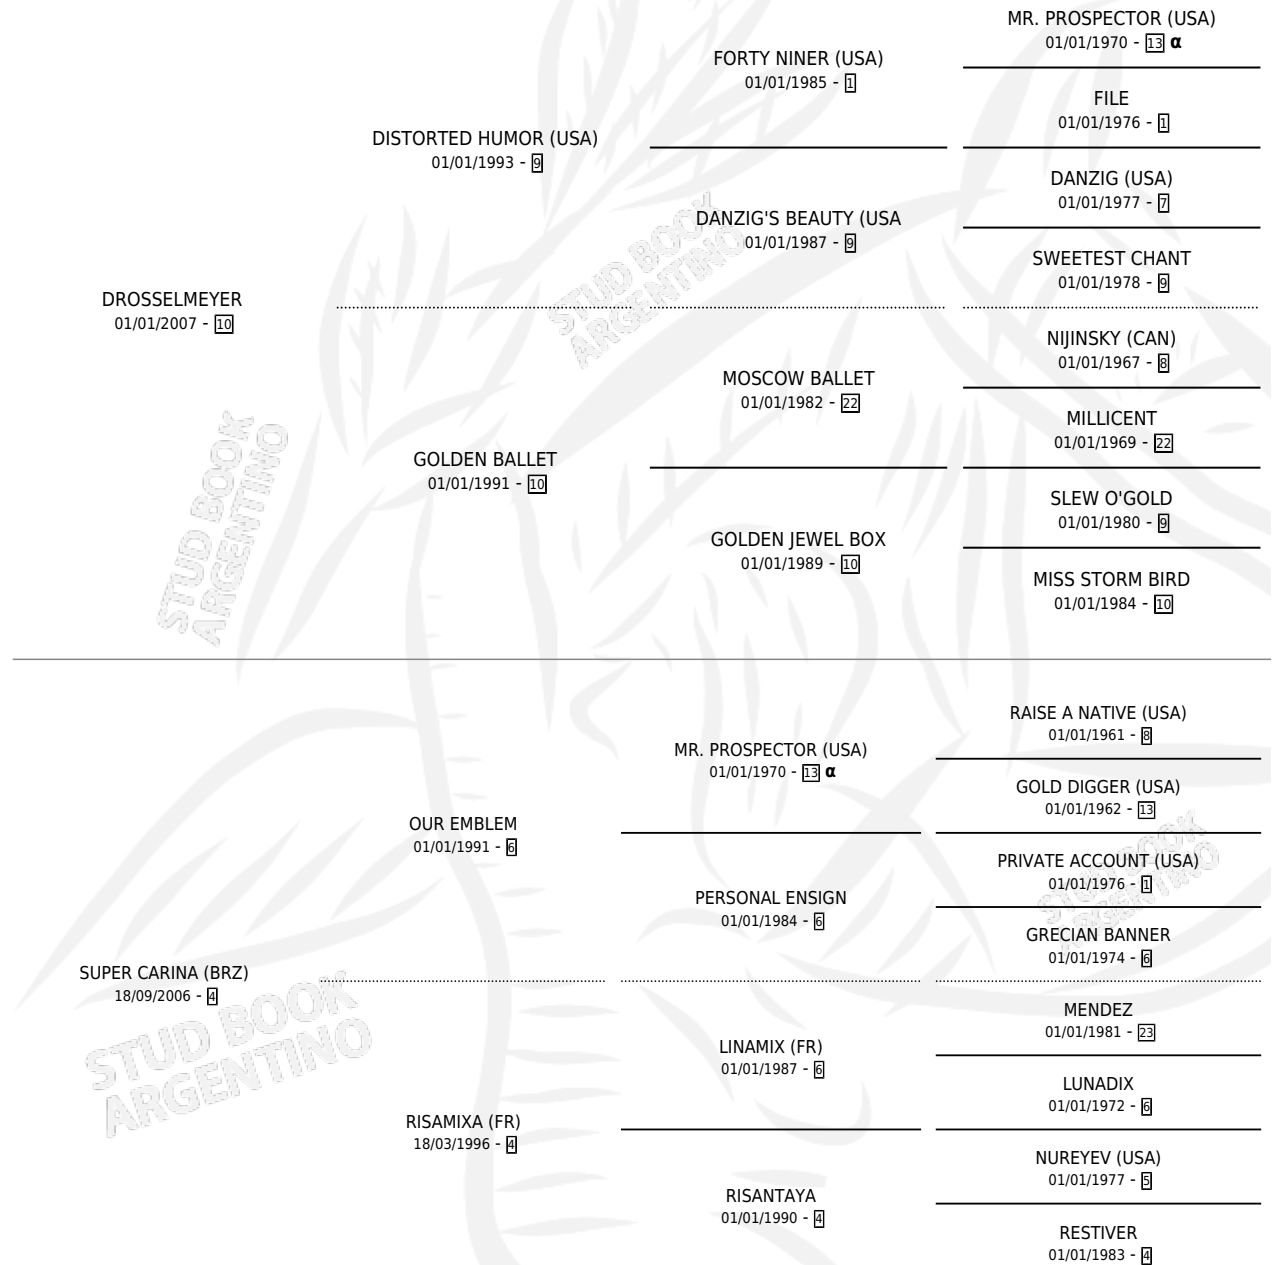 MR. PROSPECTOR (USA)
01/01/1970 - 13 α
FORTY NINER (USA)
01/01/1985 - 1
FILE
01/01/1976 - 1
DISTORTED HUMOR (USA)
01/01/1993 - 9
DANZIG (USA)
01/01/1977 - 7
DANZIG'S BEAUTY (USA
01/01/1987 - 9
SWEETEST CHANT
01/01/1978 - 9
DROSSELMEYER
01/01/2007 - 10
NIJINSKY (CAN)
01/01/1967 - 8
MOSCOW BALLET
01/01/1982 - 22
MILLICENT
01/01/1969 - 22
GOLDEN BALLET
01/01/1991 - 10
SLEW O'GOLD
01/01/1980 - 9
GOLDEN JEWEL BOX
01/01/1989 - 10
MISS STORM BIRD
01/01/1984 - 10
RAISE A NATIVE (USA)
01/01/1961 - 8
MR. PROSPECTOR (USA)
01/01/1970 - 13 α
GOLD DIGGER (USA)
01/01/1962 - 13
OUR EMBLEM
01/01/1991 - 6
PRIVATE ACCOUNT (USA)
01/01/1976 - 1
PERSONAL ENSIGN
01/01/1984 - 6
GRECIAN BANNER
01/01/1974 - 6
SUPER CARINA (BRZ)
18/09/2006 - 4
MENDEZ
01/01/1981 - 23
LINAMIX (FR)
01/01/1987 - 6
LUNADIX
01/01/1972 - 6
RISAMIXA (FR)
18/03/1996 - 4
NUREYEV (USA)
01/01/1977 - 5
RISANTAYA
01/01/1990 - 4
RESTIVER
01/01/1983 - 4
STUD BOOK
ARGENTINO
STUD BOOK
ARGENTINO
STUD BOOK
ARGENTINO
STUD BOOK
ARGENTINO